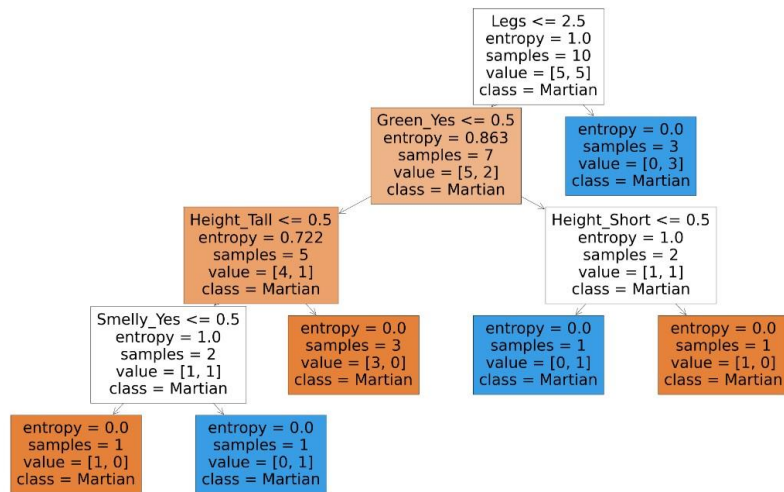 Legs <= 2.5
entropy = 1.0
samples = 10
value = [5, 5]
class = Martian
Green_Yes <= 0.5
entropy = 0.863
samples = 7
value = [5, 2]
class = Martian
entropy = 0.0
samples = 3
value = [0, 3]
class = Martian
Height_Tall <= 0.5
entropy = 0.722
samples = 5
value = [4, 1]
class = Martian
Height_Short <= 0.5
entropy = 1.0
samples = 2
value = [1, 1]
class = Martian
Smelly_Yes <= 0.5
entropy = 1.0
samples = 2
value = [1, 1]
class = Martian
entropy = 0.0
samples = 3
value = [3, 0]
class = Martian
entropy = 0.0
samples = 1
value = [0, 1]
class = Martian
entropy = 0.0
samples = 1
value = [1, 0]
class = Martian
entropy = 0.0
samples = 1
value = [1, 0]
class = Martian
entropy = 0.0
samples = 1
value = [0, 1]
class = Martian